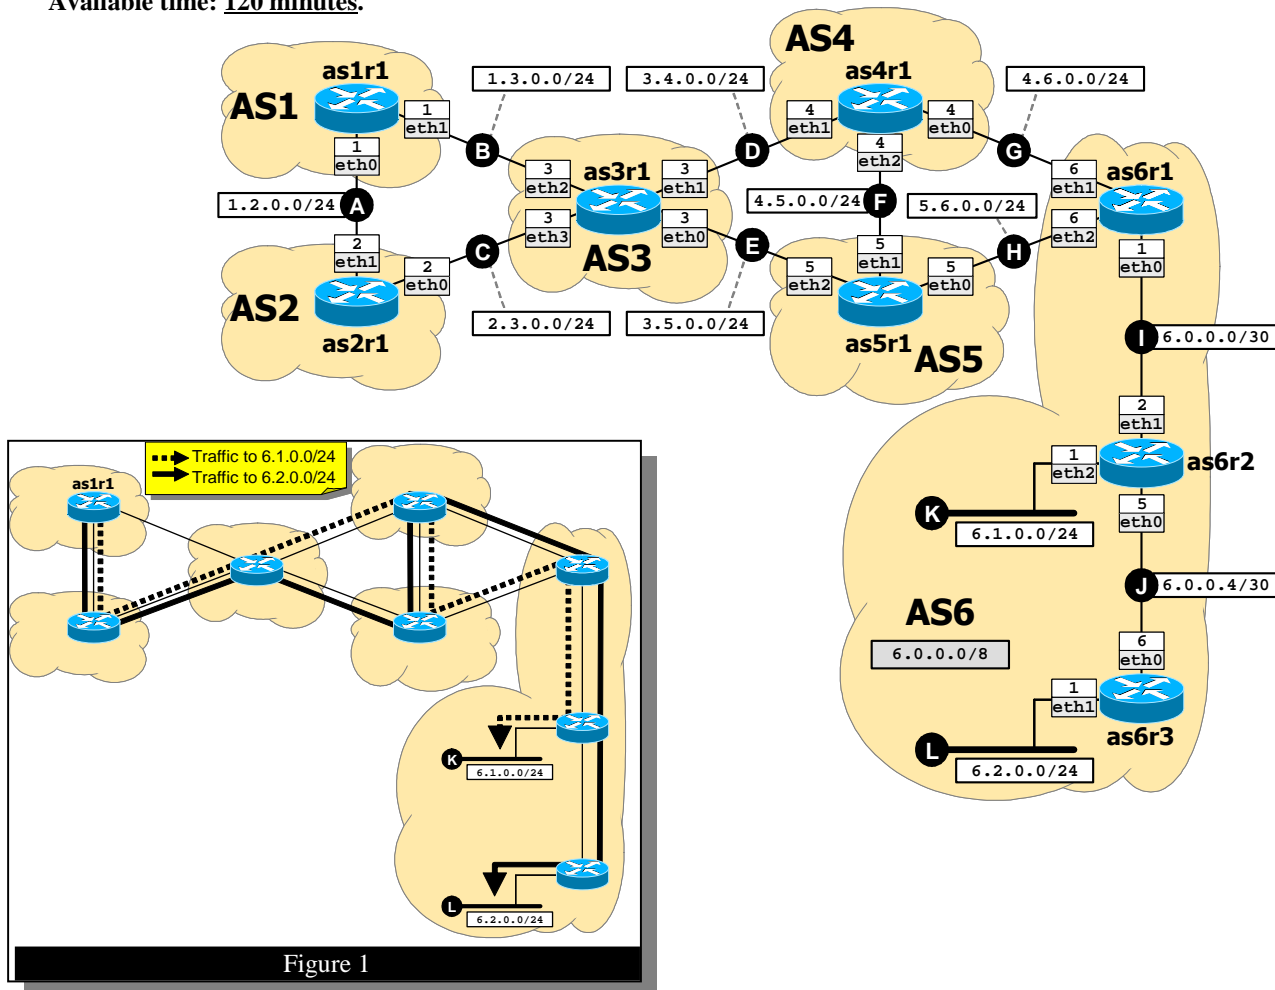 Available time: 120 minutes.
AS4
as1r1
1.3.0.0/24
3.4.0.0/24
as4r1
4.6.0.0/24
AS1
1
eth1
4
eth1
4
eth0
B
D
G
1
eth0
3
eth2
as3r1
3
eth1
4
eth2
6
eth1
as6r1
1.2.0.0/24
A
4.5.0.0/24
F
5.6.0.0/24
3
eth3
3
eth0
6
eth2
C
AS3
E
H
2
eth1
2
eth0
5
eth2
5
eth1
5
eth0
1
eth0
AS2
as2r1
2.3.0.0/24
3.5.0.0/24
as5r1
AS5
I
6.0.0.0/30
2
eth1
1
eth2
as6r2
K
6.1.0.0/24
5
eth0
J
6.0.0.4/30
AS6
6.0.0.0/8
6
eth0
1
eth1
as6r3
L
6.2.0.0/24
Traffic to 6.1.0.0/24
Traffic to 6.2.0.0/24
as1r1
K
6.1.0.0/24
L
6.2.0.0/24
Figure 1